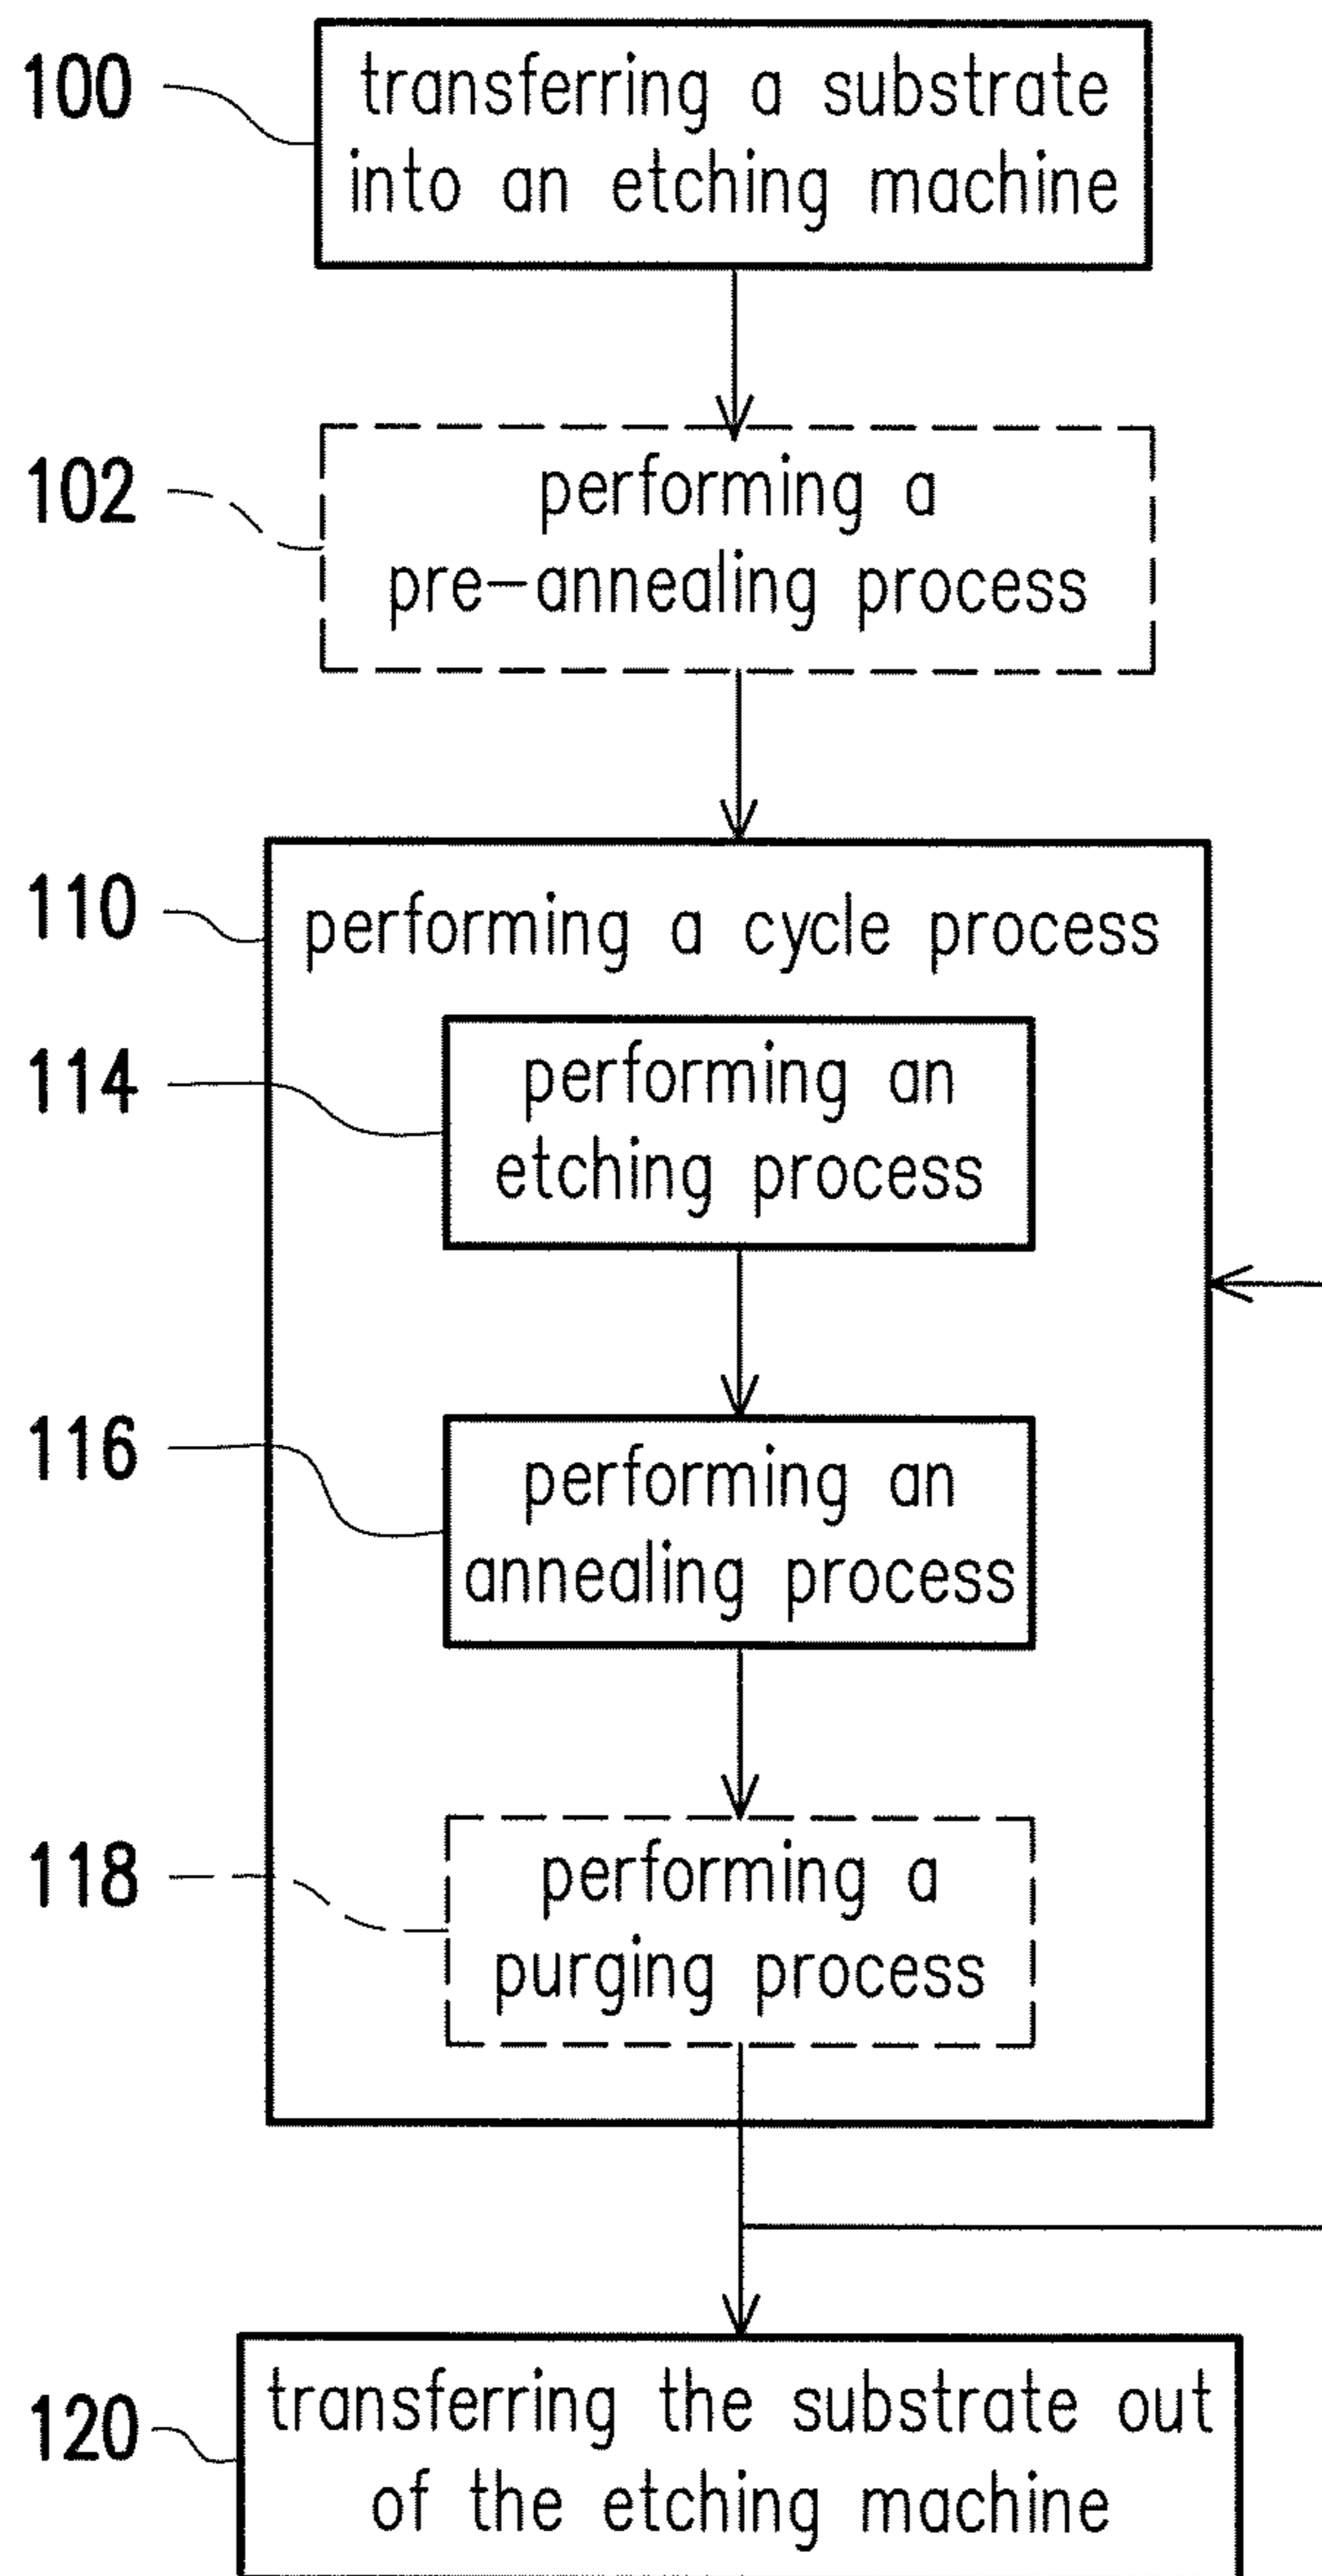 100
transferring a substrate
into an etching machine
102
performing a
pre-annealing process
110
performing a cycle process
114
performing an
etching process
116
performing an
annealing process
118
performing a
purging process
120
transferring the substrate out
of the etching machine